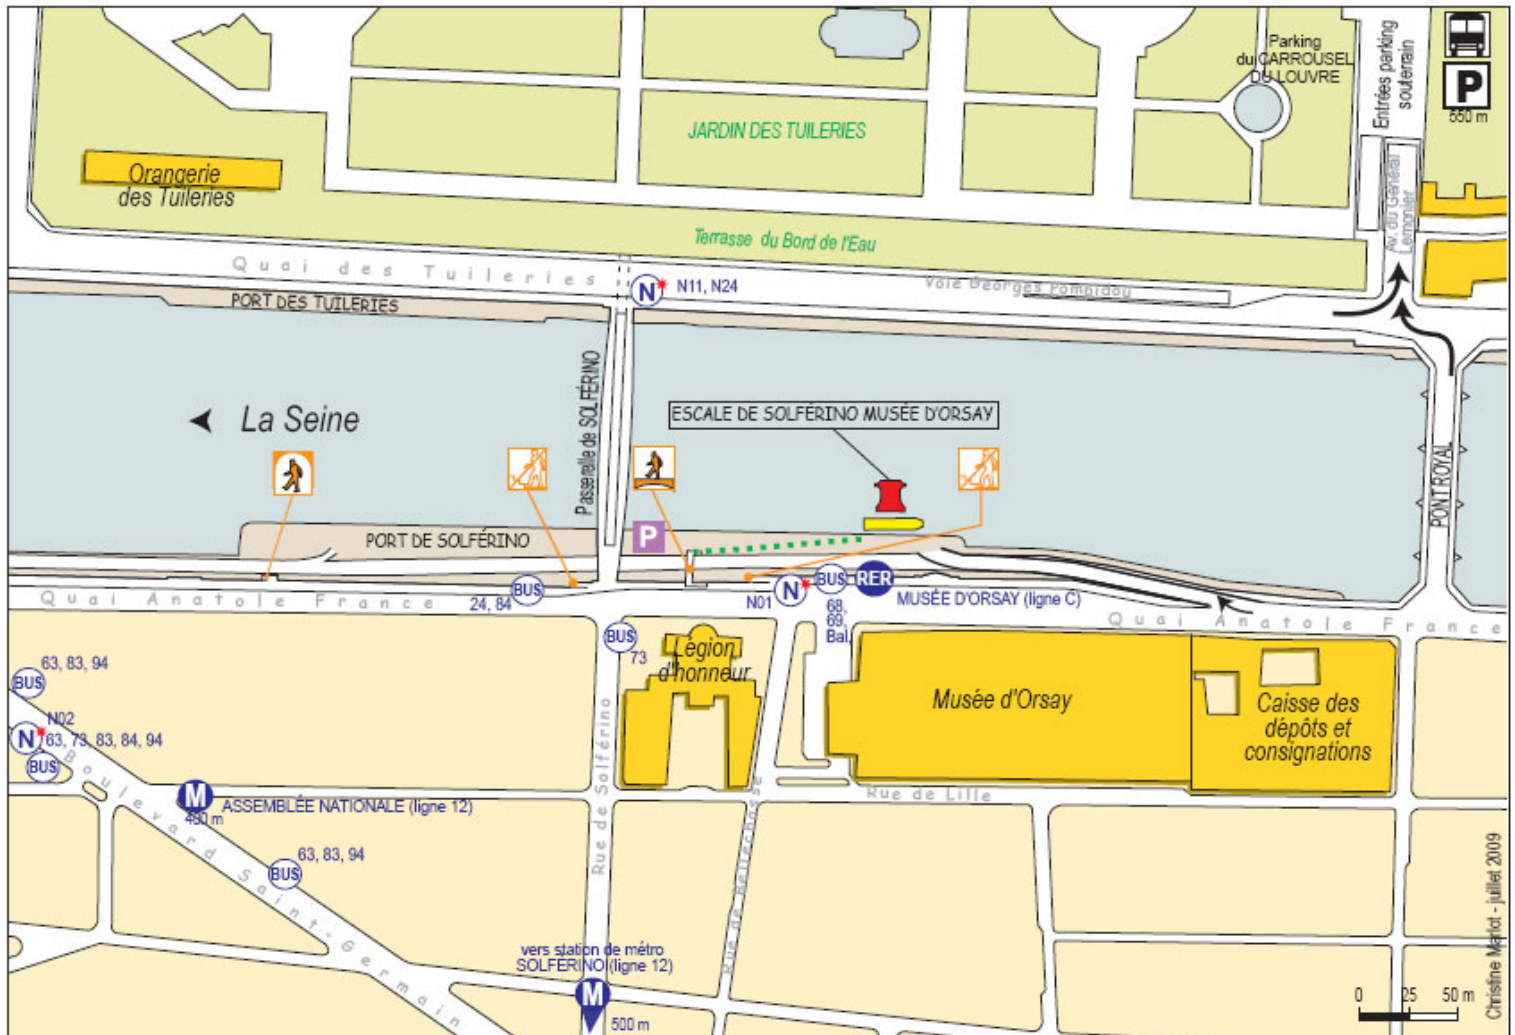 Parking
du CARROUSEL
DU LOUVRE
Entrées parking
souterrain
P
550 m
JARDIN DES TUILERIES
Orangerie
des Tuileries
Av. du Général
Lemonier
Terrasse du Bord de l'Eau
Quai des Tuileries
N
N11, N24
Voie Georges Pompidou
PORT DES TUILERIES
Passerelle de SOLFÉRINO
ESCALE DE SOLFÉRINO MUSÉE D'ORSAY
La Seine
PONT ROYAL
P
PORT DE SOLFÉRINO
Quai Anatole France
24, 84
BUS
N01
N
BUS
RER
MUSÉE D'ORSAY (ligne C)
68,
69,
Bal.
Quai Anatole France
BUS
73
Légion
d'honneur
63, 83, 94
BUS
Musée d'Orsay
Caisse des
dépôts et
consignations
N02
N
63, 73, 83, 84, 94
BUS
Boulevard Saint-Germain
Rue de Solférino
M
ASSEMBLÉE NATIONALE (ligne 12)
400 m
Rue de Lille
Rue de Bellechasse
63, 83, 94
BUS
vers station de métro
SOLFÉRINO (ligne 12)
M
500 m
0 25 50 m
Christine Marlot - juillet 2009